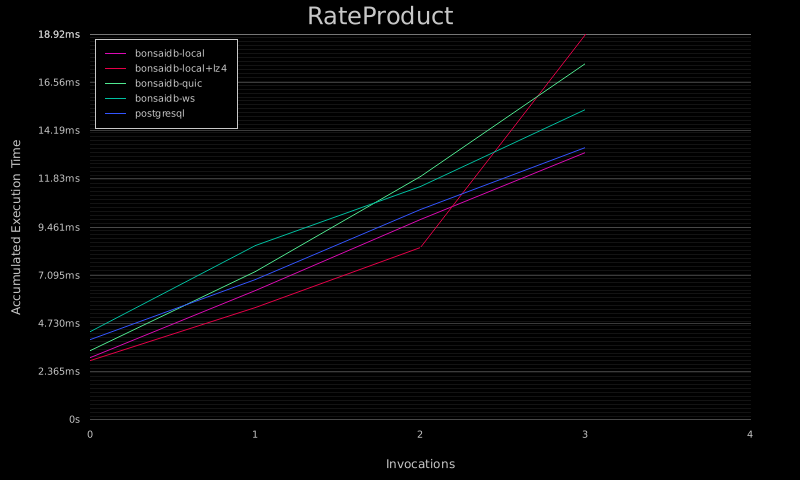 RateProduct
18.92ms
16.56ms
14.19ms
11.83ms
9.461ms
7.095ms
4.730ms
2.365ms
0s
bonsaidb-local
bonsaidb-local+lz4
bonsaidb-quic
bonsaidb-ws
postgresql
Accumulated Execution Time
0 1 2 3 4
Invocations